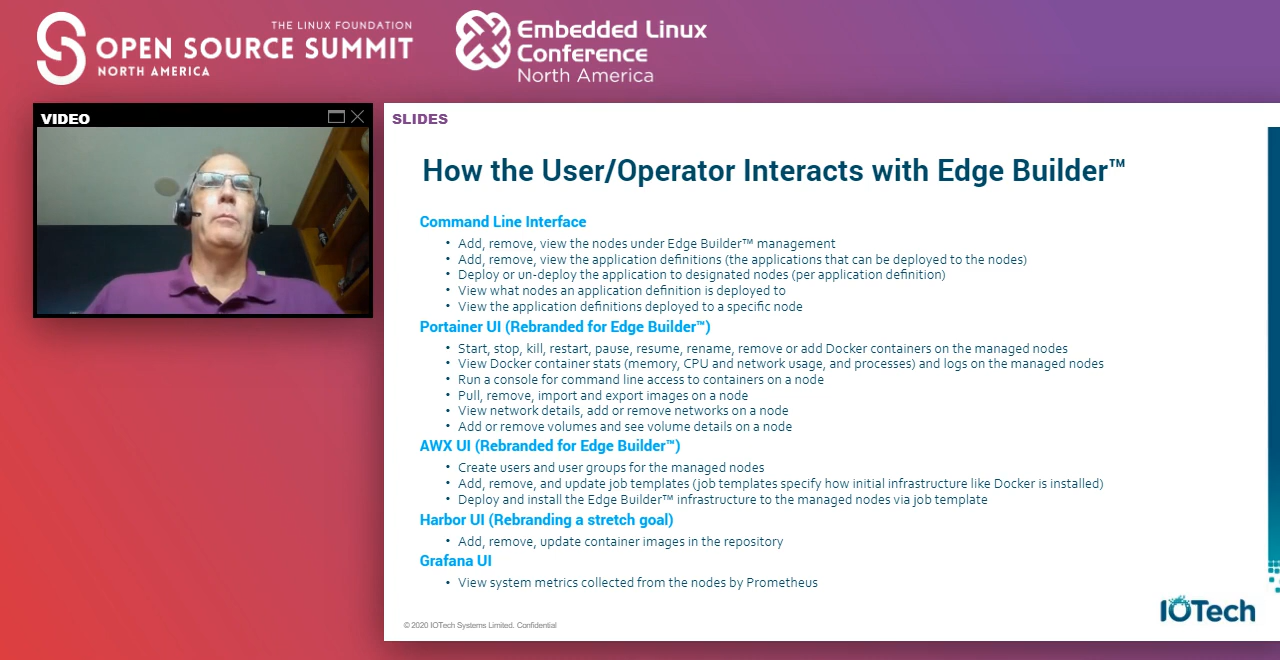 THE LINUX FOUNDATION
OPEN SOURCE SUMMIT
NORTH AMERICA
Embedded Linux
Conference
North America
VIDEO
SLIDES
How the User/Operator Interacts with Edge Builder™
Command Line Interface
• Add, remove, view the nodes under Edge Builder™ management
• Add, remove, view the application definitions (the applications that can be deployed to the nodes)
• Deploy or un-deploy the application to designated nodes (per application definition)
• View what nodes an application definition is deployed to
• View the application definitions deployed to a specific node
Portainer UI (Rebranded for Edge Builder™)
• Start, stop, kill, restart, pause, resume, rename, remove or add Docker containers on the managed nodes
• View Docker container stats (memory, CPU and network usage, and processes) and logs on the managed nodes
• Run a console for command line access to containers on a node
• Pull, remove, import and export images on a node
• View network details, add or remove networks on a node
• Add or remove volumes and see volume details on a node
AWX UI (Rebranded for Edge Builder™)
• Create users and user groups for the managed nodes
• Add, remove, and update job templates (job templates specify how initial infrastructure like Docker is installed)
• Deploy and install the Edge Builder™ infrastructure to the managed nodes via job template
Harbor UI (Rebranding a stretch goal)
• Add, remove, update container images in the repository
Grafana UI
• View system metrics collected from the nodes by Prometheus
© 2020 IOTech Systems Limited. Confidential
IOTech